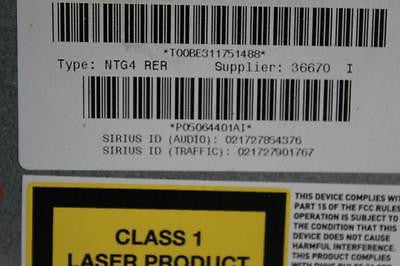 *T00BE311751488*
Type: NTG4 RER Supplier: 36670 I
*P05064401AI*
SIRIUS ID (AUDIO): 021727854376
SIRIUS ID (TRAFFIC): 021727901767
CLASS 1
LASER PRODUCT
THIS DEVICE COMPLIES WIT
PART 15 OF THE FCC RULES
OPERATION IS SUBJECT TO
THE CONDITION THAT THIS
DEVICE DOES NOT CAUSE
HARMFUL INTERFERENCE.
THIS PRODUCT COMPLIES